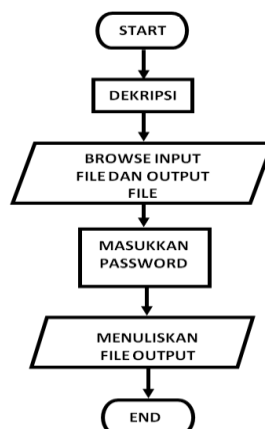 START
DEKRIPSI
BROWSE INPUT
FILE DAN OUTPUT
FILE
MASUKKAN
PASSWORD
MENULISKAN
FILE OUTPUT
END